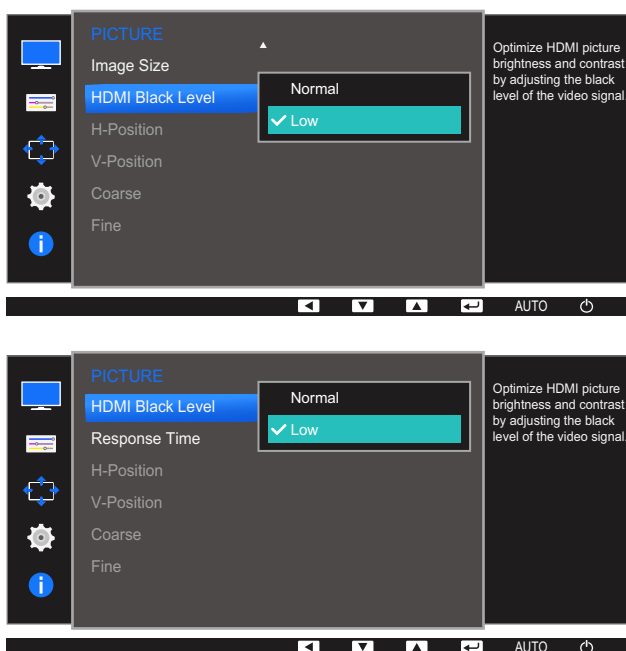 PICTURE
Image Size
HDMI Black Level
H-Position
V-Position
Coarse
Fine
Normal
Low
Optimize HDMI picture
brightness and contrast
by adjusting the black
level of the video signal.
AUTO
PICTURE
HDMI Black Level
Response Time
H-Position
V-Position
Coarse
Fine
Normal
Low
Optimize HDMI picture
brightness and contrast
by adjusting the black
level of the video signal.
AUTO